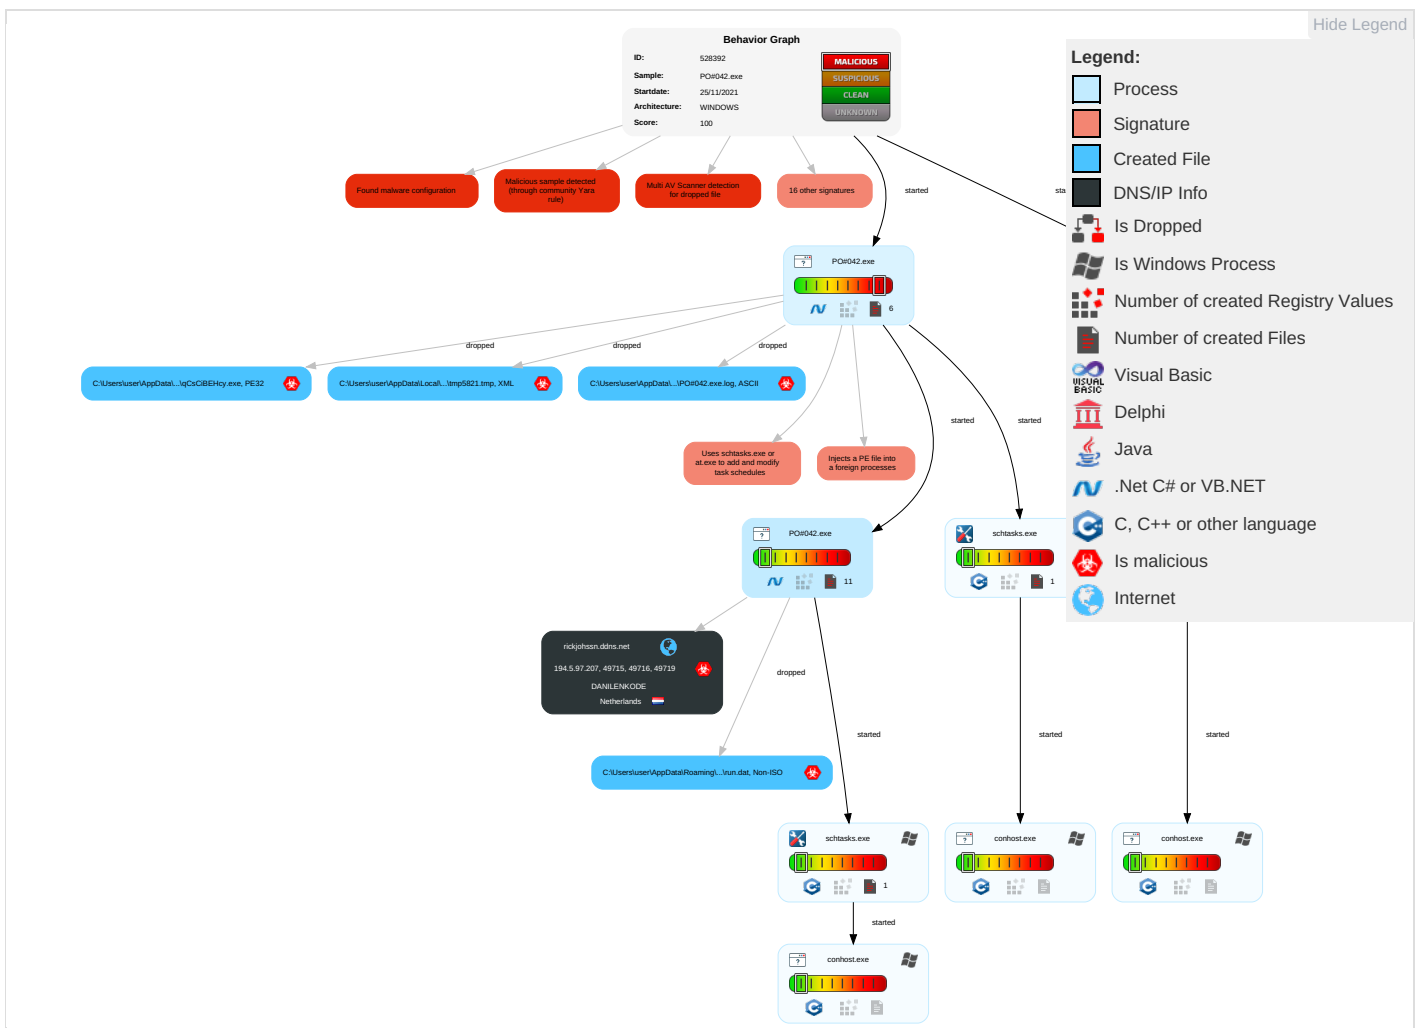 Hide Legend
Behavior Graph
ID: 528392
Sample: PO#042.exe
Startdate: 25/11/2021
Architecture: WINDOWS
Score: 100
MALICIOUS
SUSPICIOUS
CLEAN
UNKNOWN
Legend:
Process
Signature
Created File
DNS/IP Info
Is Dropped
Is Windows Process
Number of created Registry Values
Number of created Files
VISUAL
BASIC
Visual Basic
Delphi
Java
.Net C# or VB.NET
C, C++ or other language
Is malicious
Internet
Found malware configuration
Malicious sample detected
(through community Yara
rule)
Multi AV Scanner detection
for dropped file
16 other signatures
started
sta
PO#042.exe
6
dropped
dropped
dropped
C:\Users\user\AppData\...\qCsCiBEHcy.exe, PE32
C:\Users\user\AppData\Local\...\tmp5821.tmp, XML
C:\Users\user\AppData\...\PO#042.exe.log, ASCII
started
started
Uses schtasks.exe or
at.exe to add and modify
task schedules
Injects a PE file into
a foreign processes
PO#042.exe
11
schtasks.exe
1
rickjohssn.ddns.net
194.5.97.207, 49715, 49716, 49719
DANILENKODE
Netherlands
dropped
started
started
started
C:\Users\user\AppData\Roaming\...\run.dat, Non-ISO
schtasks.exe
1
conhost.exe
conhost.exe
started
conhost.exe